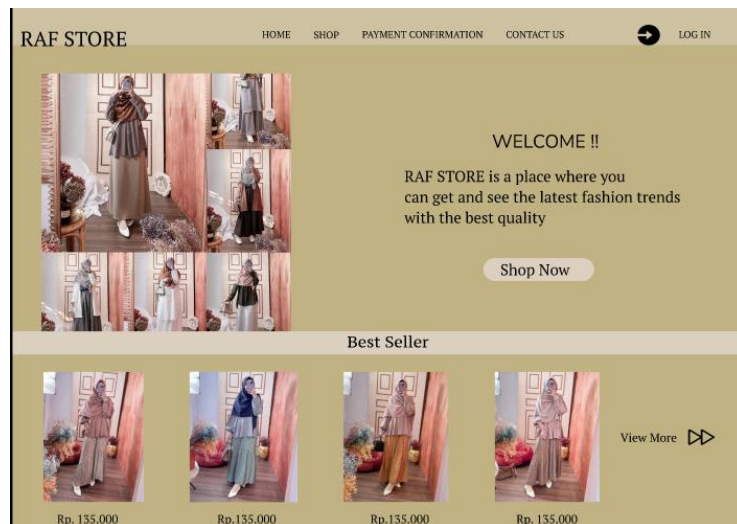 RAF STORE
HOME SHOP PAYMENT CONFIRMATION CONTACT US LOG IN
WELCOME !!
RAF STORE is a place where you
can get and see the latest fashion trends
with the best quality
Shop Now
Best Seller
View More
Rp. 135.000 Rp.135.000 Rp.135.000 Rp. 135.000